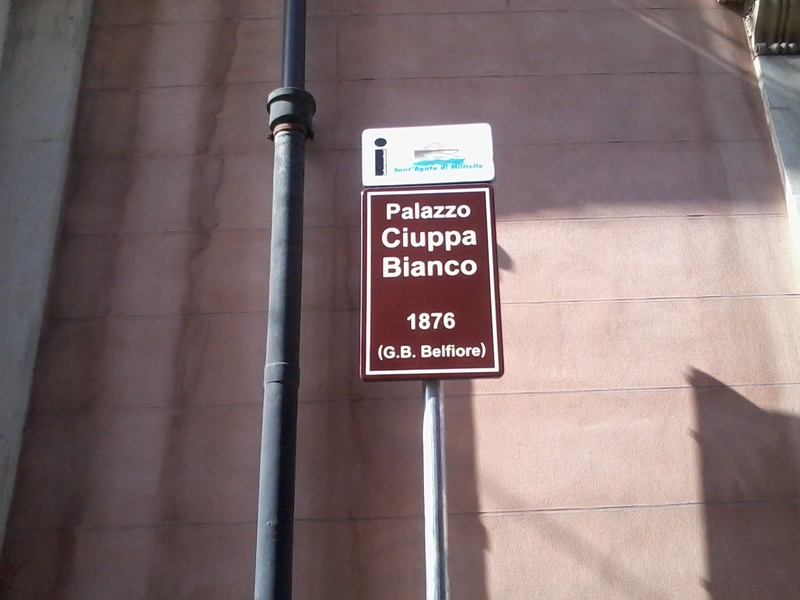 i
Sant'Agata di Militello
Palazzo
Ciuppa
Bianco
1876
(G.B. Belfiore)